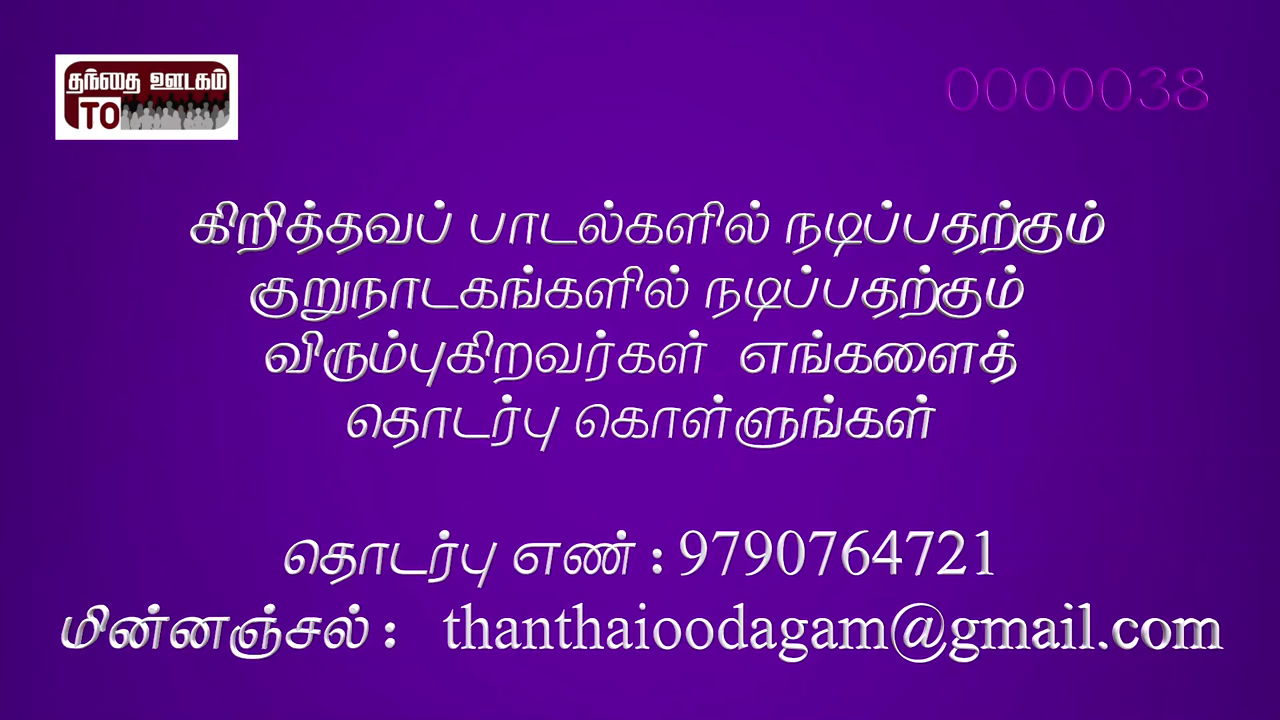 தந்தை ஊடகம்
TO
0000038
கிறித்தவப் பாடல்களில் நடிப்பதற்கும்
குறுநாடகங்களில் நடிப்பதற்கும்
விரும்புகிறவர்கள் எங்களைத்
தொடர்பு கொள்ளுங்கள்
தொடர்பு எண் : 9790764721
மின்னஞ்சல் : thanthaioodagam@gmail.com